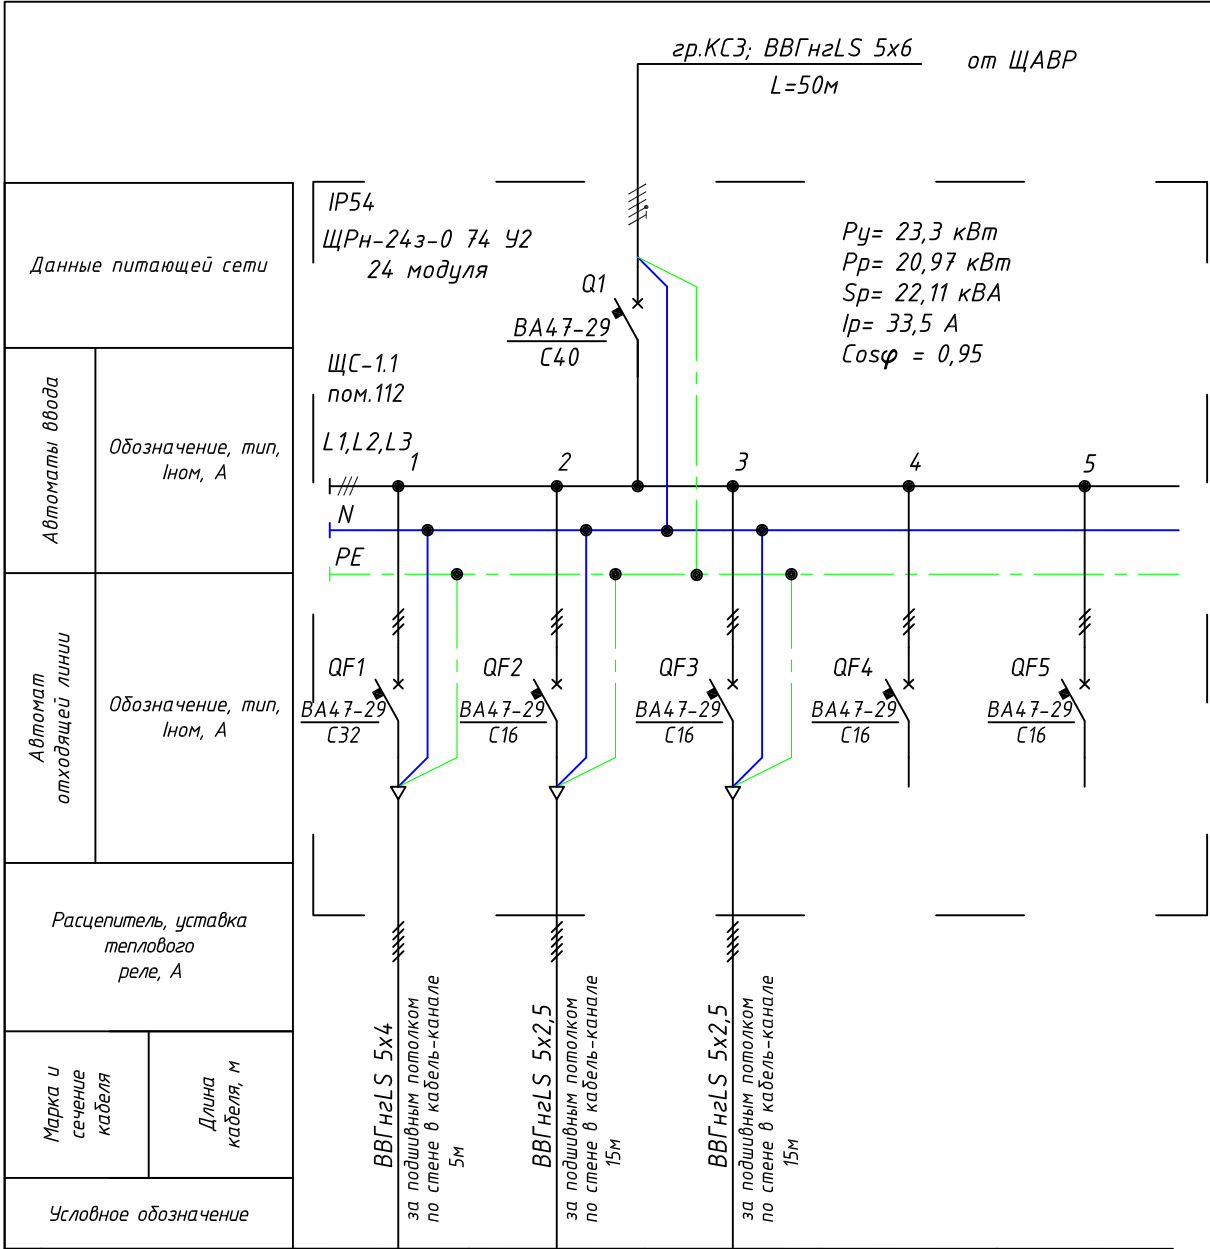 гр.КС3; ВВГнгLS 5x6
L=50м
от ЩАВР
Данные питающей сети
Автоматы ввода
Обозначение, тип,
Iном, А
Автомат
отходящей линии
Обозначение, тип,
Iном, А
Расцепитель, уставка
теплового
реле, А
Марка и
сечение
кабеля
Длина
кабеля, м
Условное обозначение
IP54
ЩРн-24з-0 74 У2
24 модуля
Q1
ВА47-29
С40
Ру= 23,3 кВт
Рр= 20,97 кВт
Sp= 22,11 кВА
Ip= 33,5 А
Cosφ = 0,95
ЩС-1.1
пом.112
L1,L2,L3
1
2
3
4
5
N
PE
QF1
ВА47-29
С32
QF2
ВА47-29
С16
QF3
ВА47-29
С16
QF4
ВА47-29
С16
QF5
ВА47-29
С16
ВВГнгLS 5x4
за подшивным потолком
по стене в кабель-канале
5м
ВВГнгLS 5x2,5
за подшивным потолком
по стене в кабель-канале
15м
ВВГнгLS 5x2,5
за подшивным потолком
по стене в кабель-канале
15м